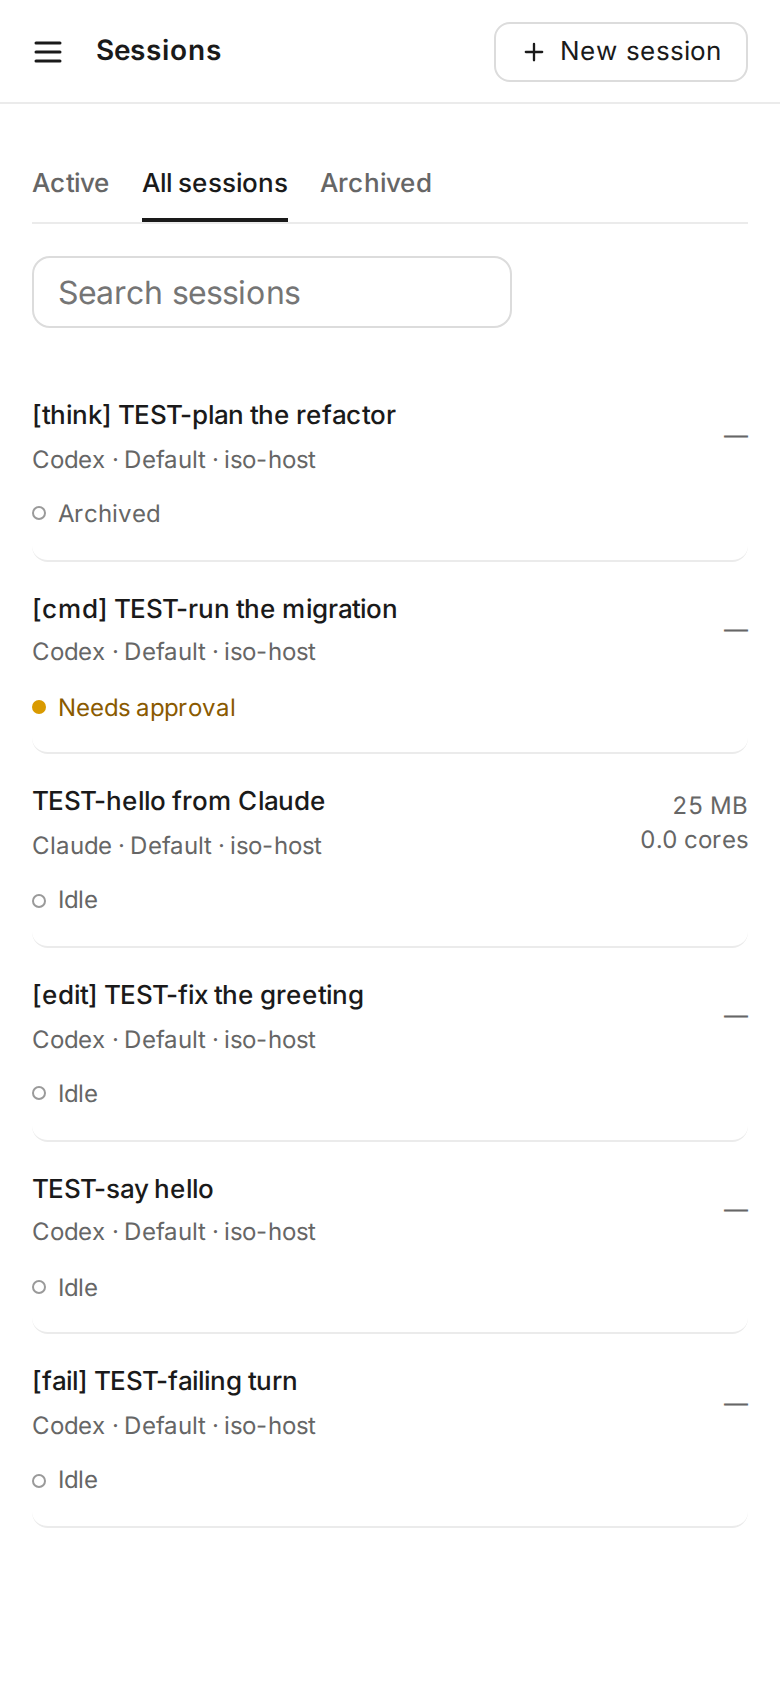 Sessions
+ New session
Active All sessions Archived
Search sessions
[think] TEST-plan the refactor
—
Codex · Default · iso-host
Archived
[cmd] TEST-run the migration
—
Codex · Default · iso-host
Needs approval
TEST-hello from Claude
25 MB
Claude · Default · iso-host
0.0 cores
Idle
[edit] TEST-fix the greeting
—
Codex · Default · iso-host
Idle
TEST-say hello
—
Codex · Default · iso-host
Idle
[fail] TEST-failing turn
—
Codex · Default · iso-host
Idle